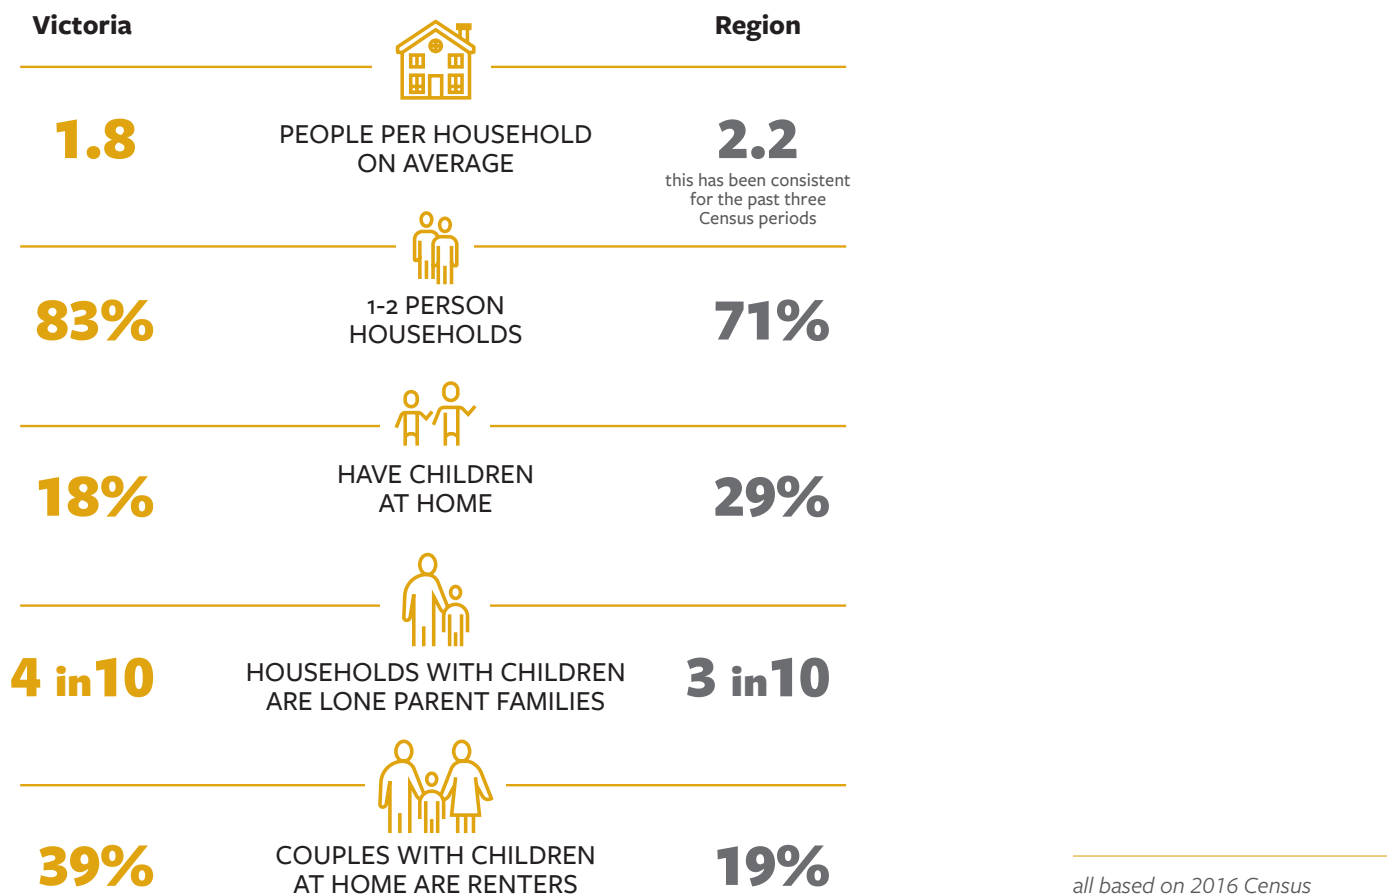 Victoria
Region
1.8
PEOPLE PER HOUSEHOLD
ON AVERAGE
2.2
this has been consistent
for the past three
Census periods
83%
1-2 PERSON
HOUSEHOLDS
71%
18%
HAVE CHILDREN
AT HOME
29%
4 in10
HOUSEHOLDS WITH CHILDREN
ARE LONE PARENT FAMILIES
3 in10
39%
COUPLES WITH CHILDREN
AT HOME ARE RENTERS
19%
all based on 2016 Census